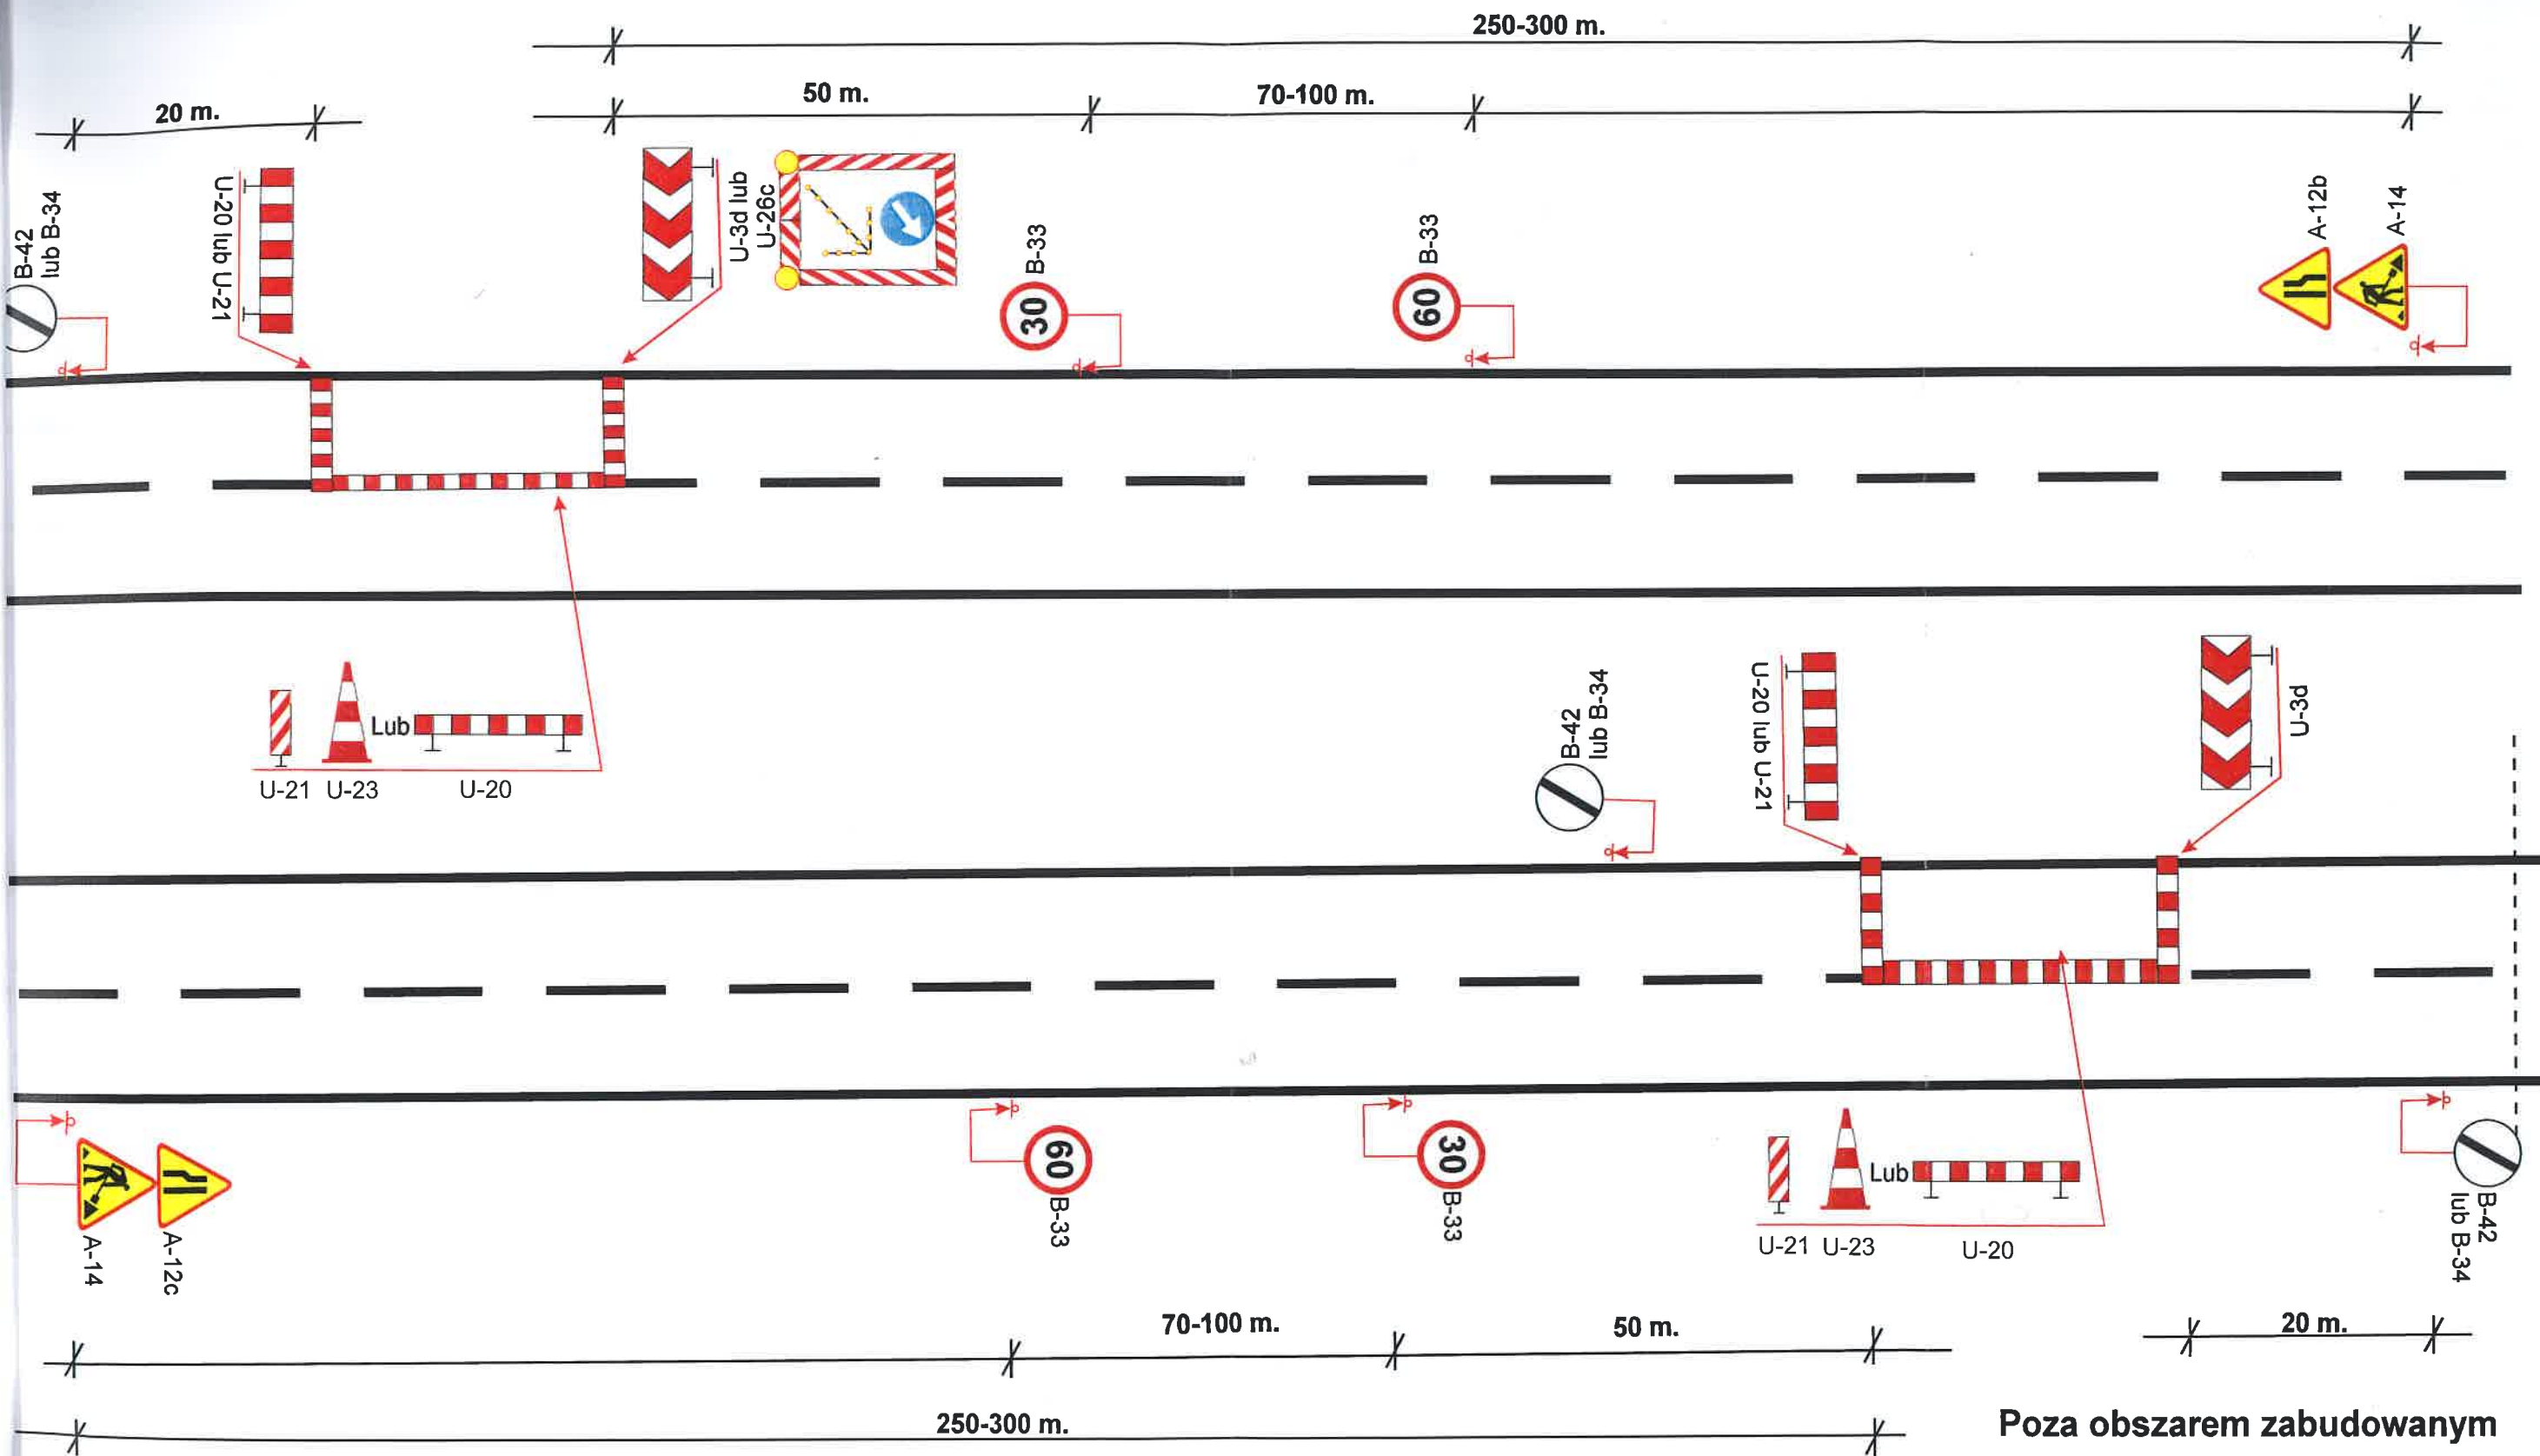 250-300 m.
20 m.
50 m.
70-100 m.
B-42
lub B-34
U-20 lub U-21
U-3d lub
U-26c
30
B-33
60
B-33
A-12b
A-14
Lub
U-21
U-23
U-20
B-42
lub B-34
U-20 lub U-21
U-3d
A-14
A-12c
60
B-33
30
B-33
Lub
U-21
U-23
U-20
B-42
lub B-34
70-100 m.
50 m.
20 m.
250-300 m.
Poza obszarem zabudowanym